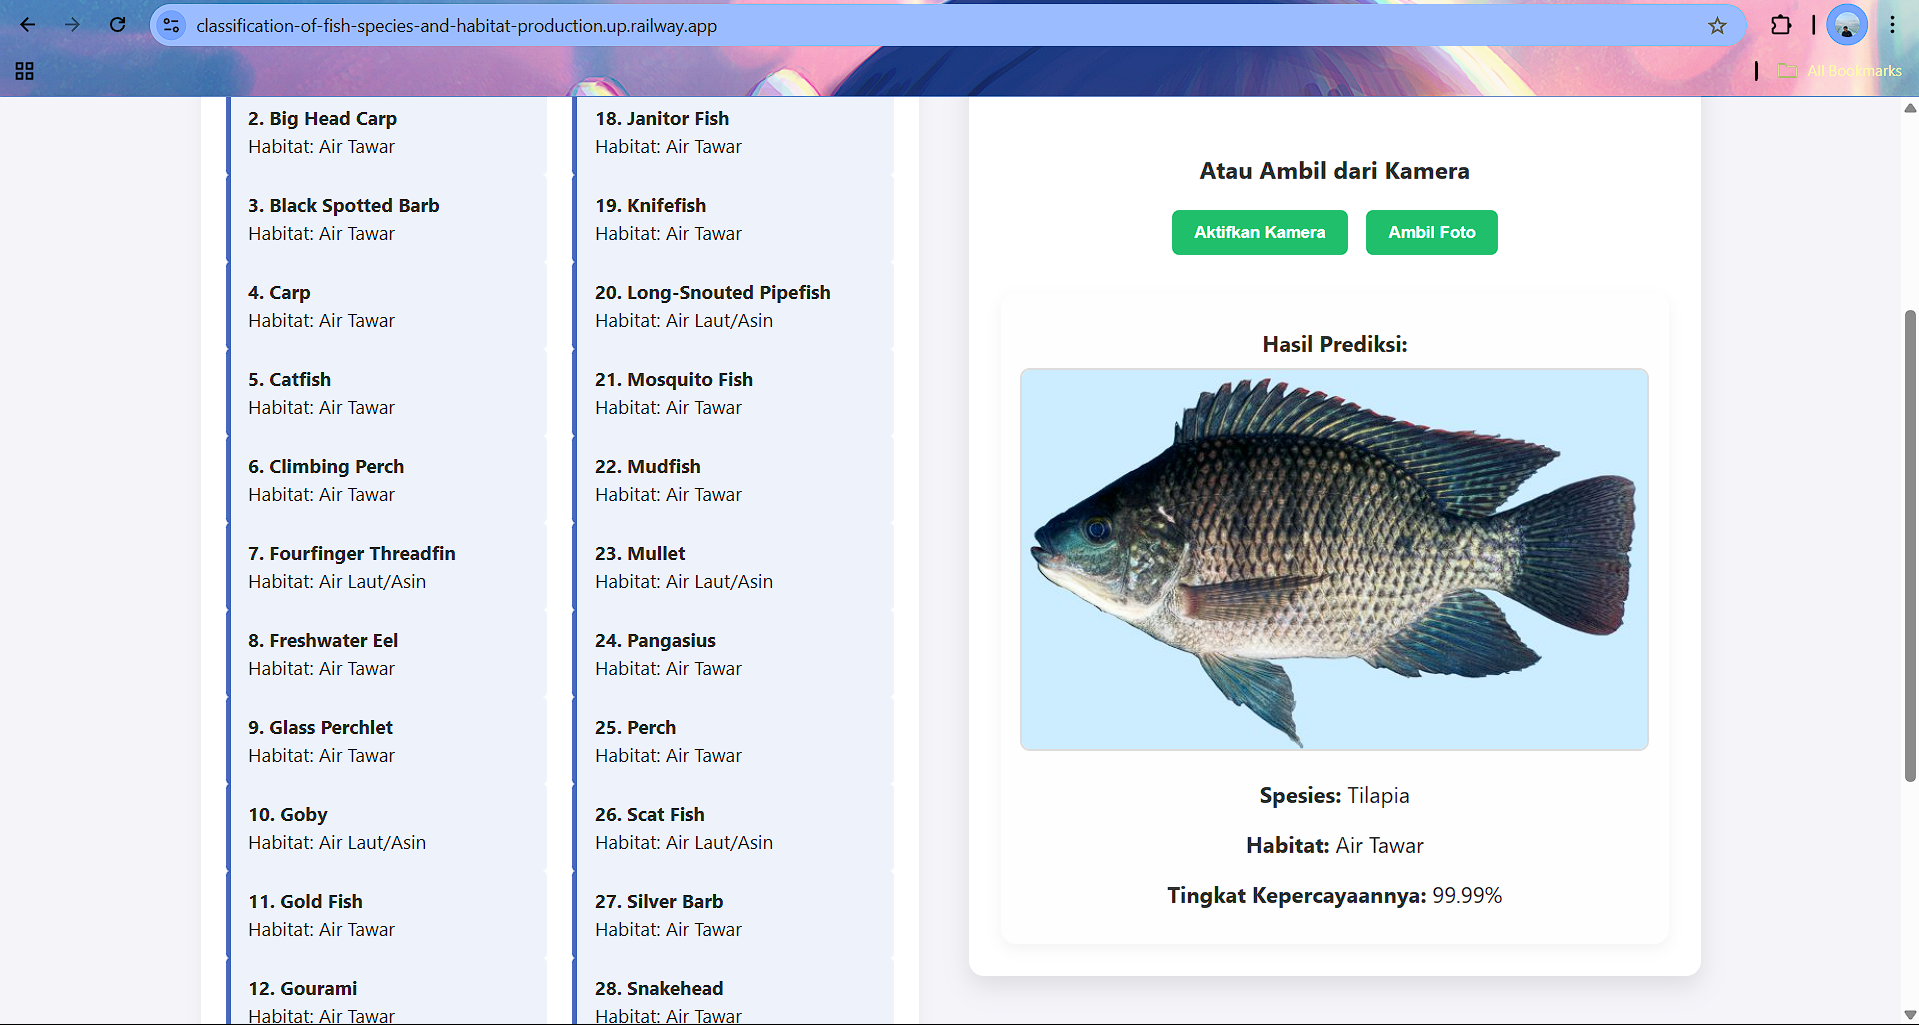 classification-of-fish-species-and-habitat-production.up.railway.app
All Bookmarks
2. Big Head Carp
Habitat: Air Tawar
3. Black Spotted Barb
Habitat: Air Tawar
4. Carp
Habitat: Air Tawar
5. Catfish
Habitat: Air Tawar
6. Climbing Perch
Habitat: Air Tawar
7. Fourfinger Threadfin
Habitat: Air Laut/Asin
8. Freshwater Eel
Habitat: Air Tawar
9. Glass Perchlet
Habitat: Air Tawar
10. Goby
Habitat: Air Laut/Asin
11. Gold Fish
Habitat: Air Tawar
12. Gourami
Habitat: Air Tawar
18. Janitor Fish
Habitat: Air Tawar
19. Knifefish
Habitat: Air Tawar
20. Long-Snouted Pipefish
Habitat: Air Laut/Asin
21. Mosquito Fish
Habitat: Air Tawar
22. Mudfish
Habitat: Air Tawar
23. Mullet
Habitat: Air Laut/Asin
24. Pangasius
Habitat: Air Tawar
25. Perch
Habitat: Air Tawar
26. Scat Fish
Habitat: Air Laut/Asin
27. Silver Barb
Habitat: Air Tawar
28. Snakehead
Habitat: Air Tawar
Atau Ambil dari Kamera
Aktifkan Kamera
Ambil Foto
Hasil Prediksi:
Spesies: Tilapia
Habitat: Air Tawar
Tingkat Kepercayaannya: 99.99%